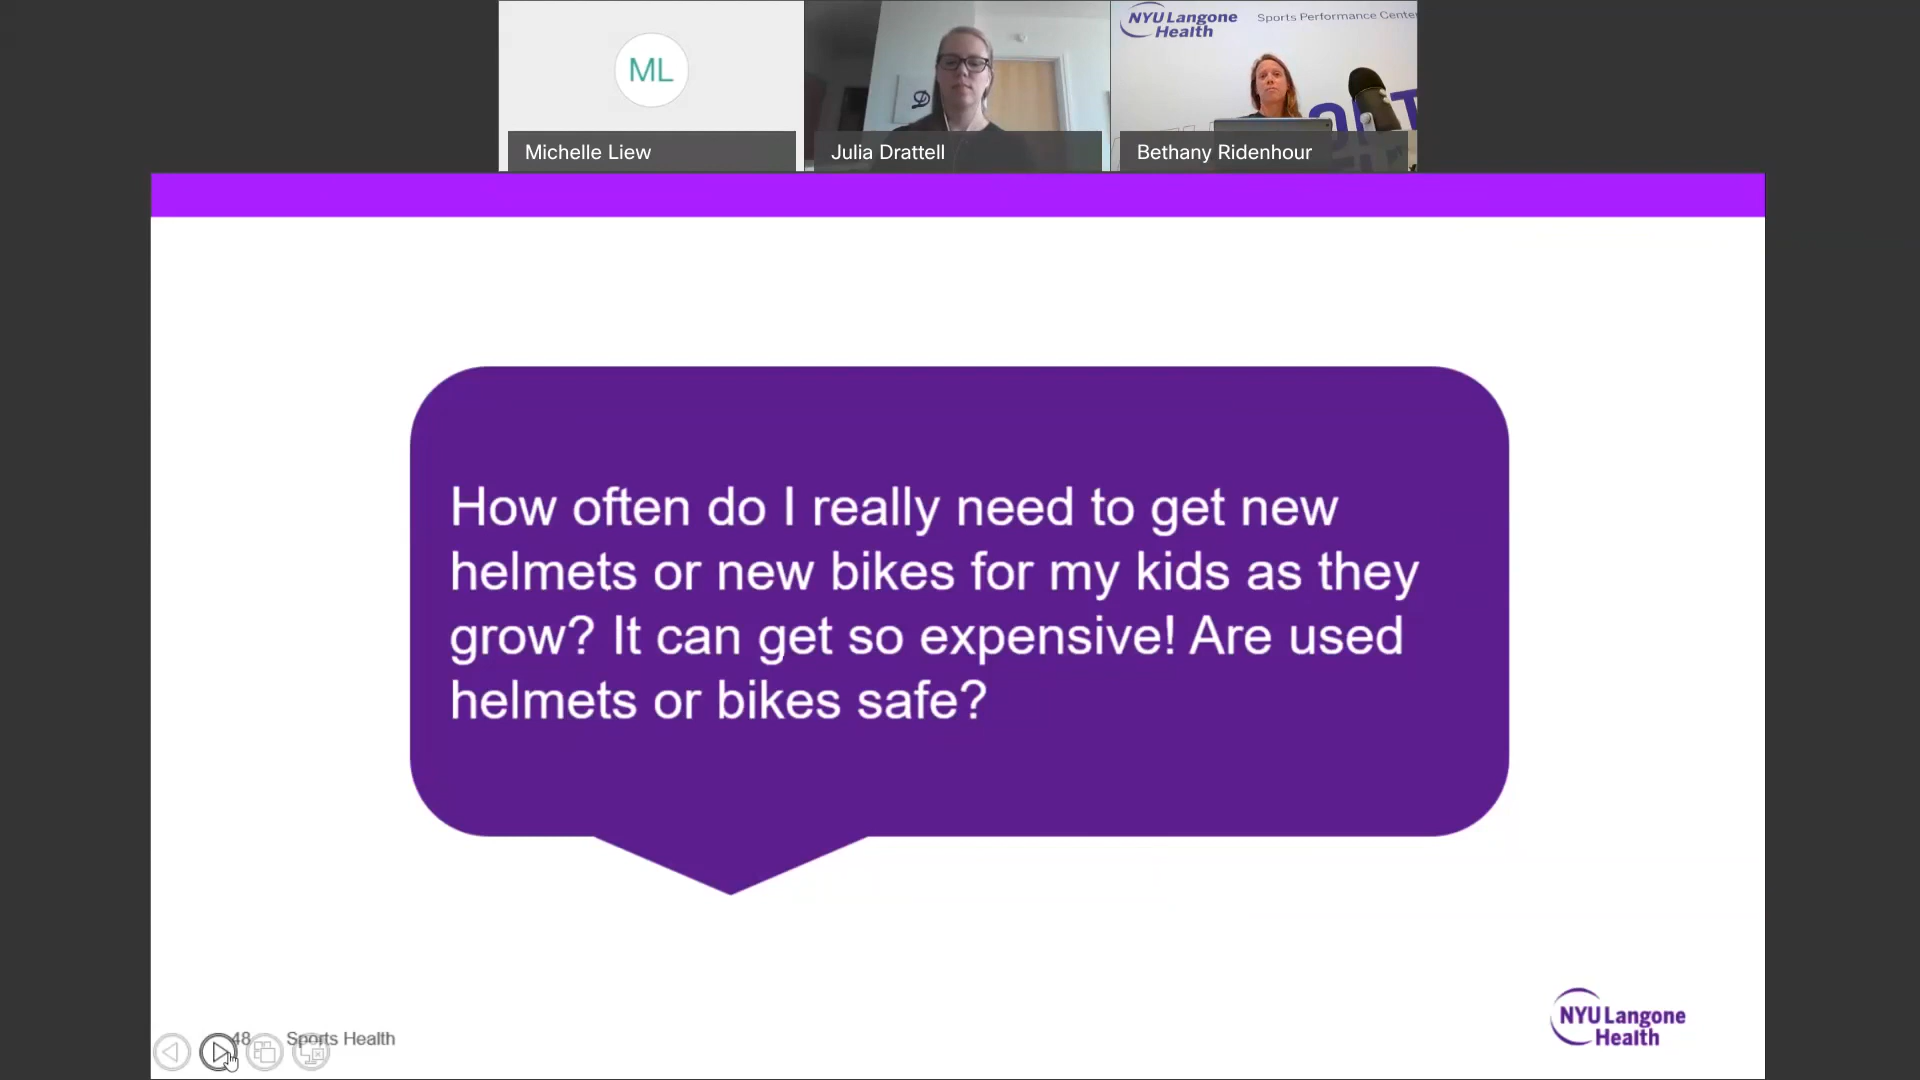 ML
Michelle Liew
Julia Drattell
NYU Langone
Health
Sports Performance Center
Bethany Ridenhour
How often do I really need to get new
helmets or new bikes for my kids as they
grow? It can get so expensive! Are used
helmets or bikes safe?
48 Sports Health
NYU Langone
Health